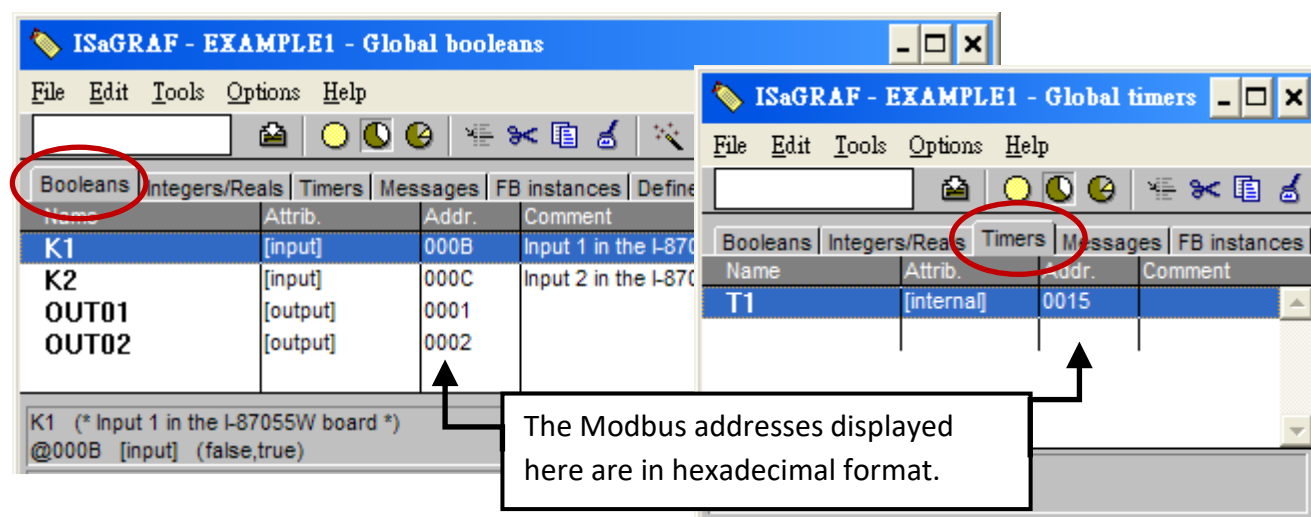 ISaGRAF - EXAMPLE1 - Global booleans
File Edit Tools Options Help
Booleans Integers/Reals Timers Messages FB instances Define
Name Attrib. Addr. Comment
K1 [input] 000B Input 1 in the I-870
K2 [input] 000C Input 2 in the I-870
OUT01 [output] 0001
OUT02 [output] 0002
K1 (* Input 1 in the I-87055W board *)
@000B [input] (false,true)
ISaGRAF - EXAMPLE1 - Global timers
File Edit Tools Options Help
Booleans Integers/Reals Timers Messages FB instances
Name Attrib. Addr. Comment
T1 [internal] 0015
The Modbus addresses displayed
here are in hexadecimal format.